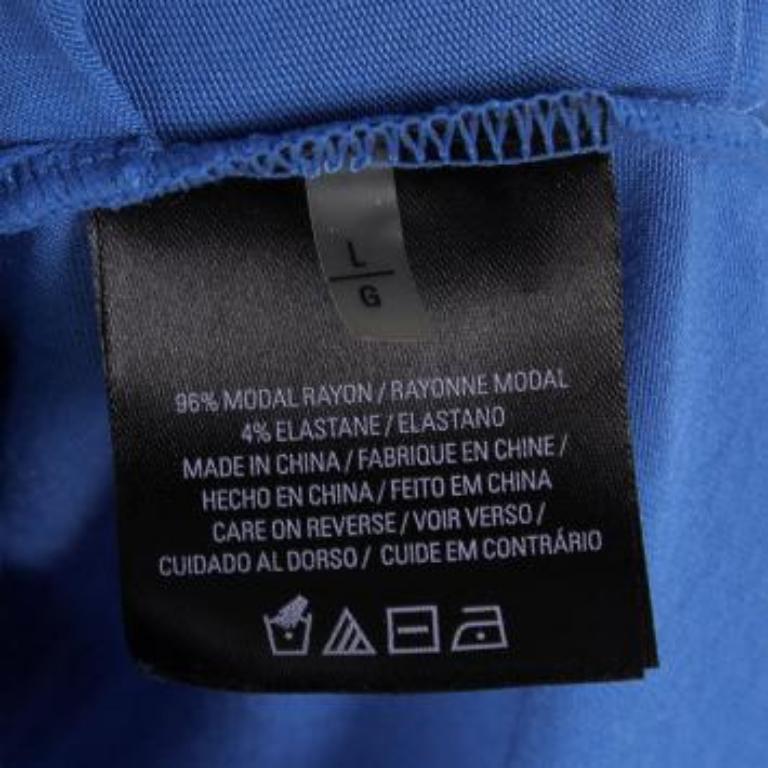 L
G
96% MODAL RAYON / RAYONNE MODAL
4% ELASTANE / ELASTANO
MADE IN CHINA / FABRIQUE EN CHINE /
HECHO EN CHINA / FEITO EM CHINA
CARE ON REVERSE / VOIR VERSO /
CUIDADO AL DORSO / CUIDE EM CONTRÁRIO